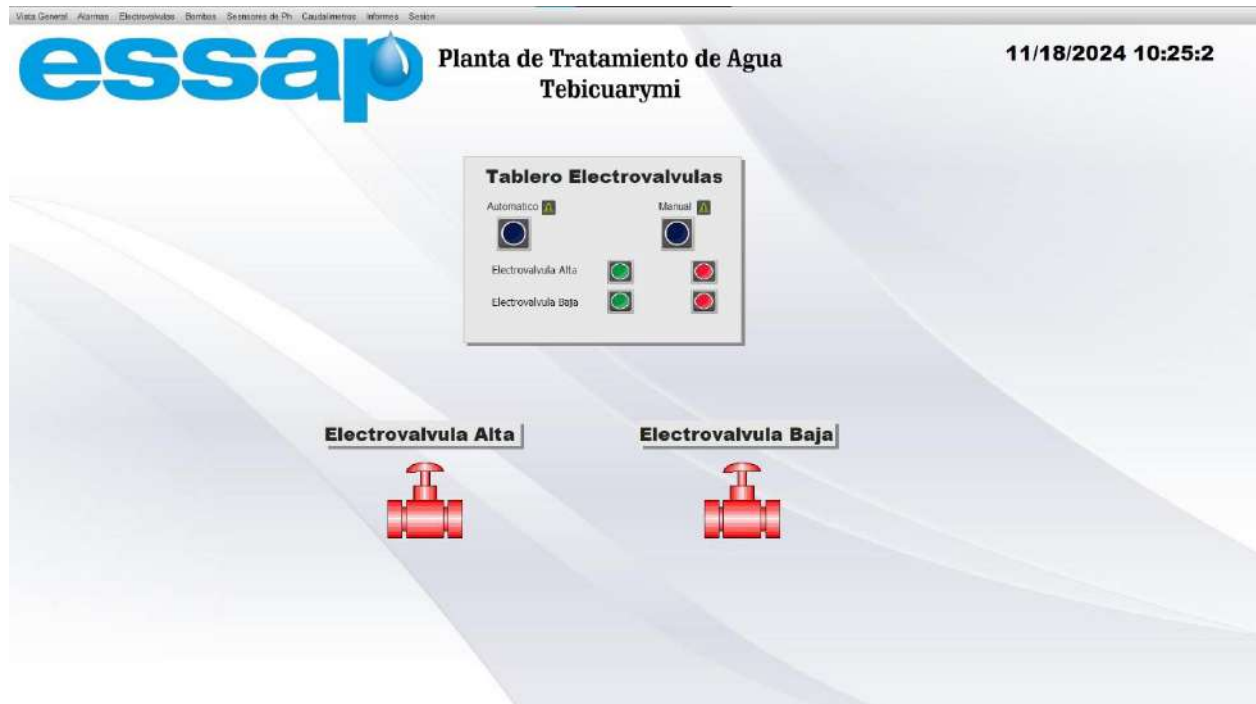 Vista General Alarmas Electrovalvulas Bombas Sesnsores de Ph Caudalimetros Informes Sesion
essap
Planta de Tratamiento de Agua
Tebicuarymi
11/18/2024 10:25:2
Tablero Electrovalvulas
Automatico Manual
Electrovalvula Alta
Electrovalvula Baja
Electrovalvula Alta Electrovalvula Baja